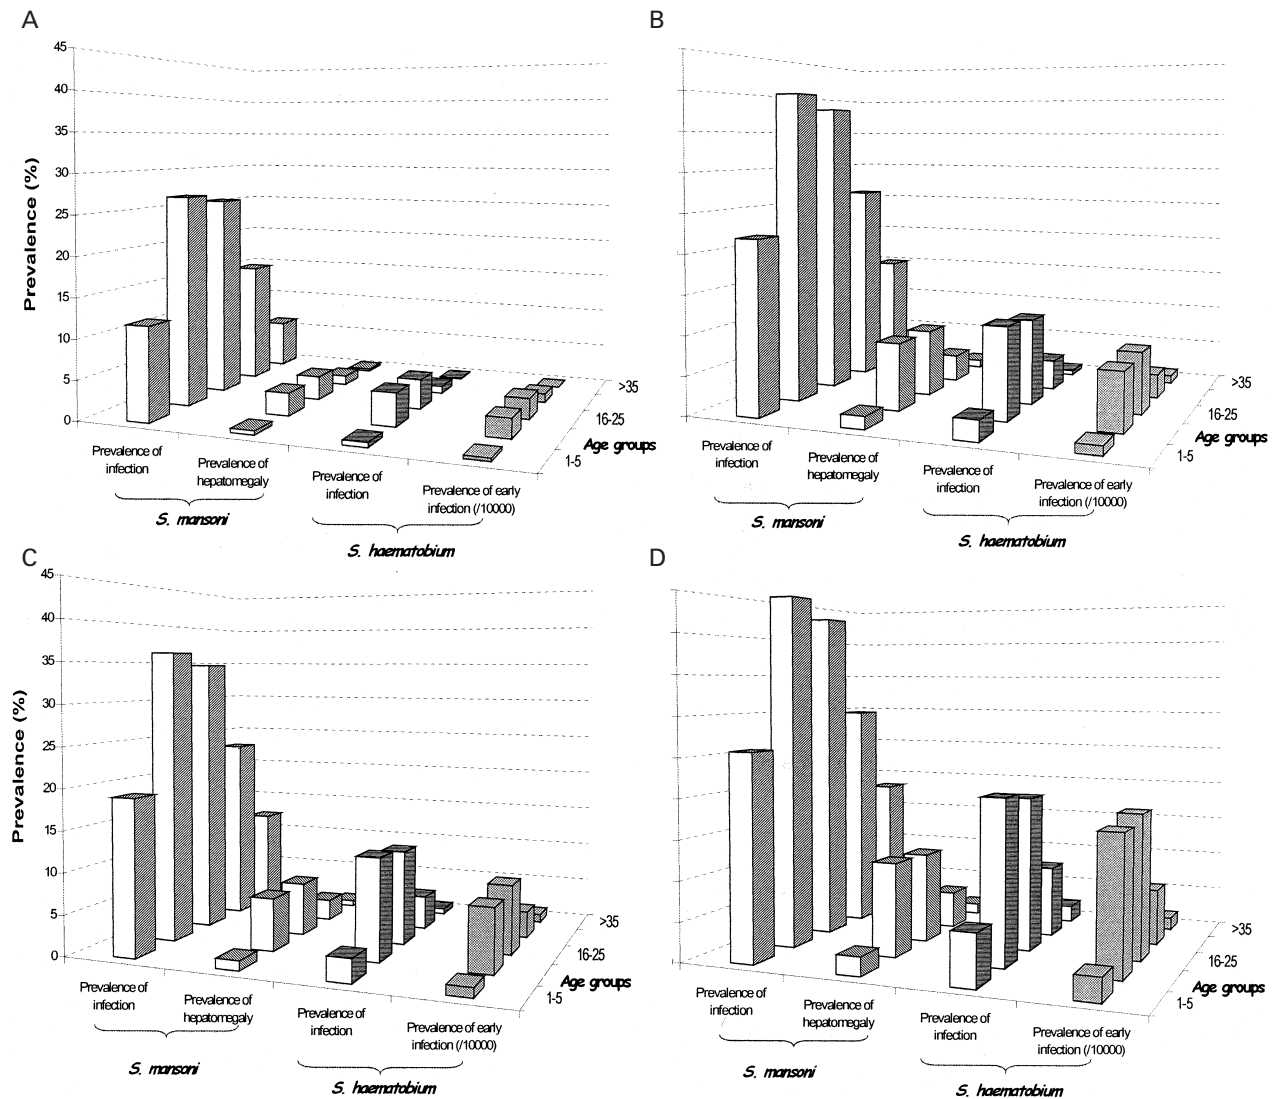 A
45
40
35
30
25
20
15
10
5
0
Prevalence (%)
>35
16-25
Age groups
1-5
Prevalence of
infection
Prevalence of
hepatomegaly
Prevalence of
infection
Prevalence of early
infection (/10000)
S. mansoni
S. haematobium
B
>35
16-25
Age groups
1-5
Prevalence of
infection
Prevalence of
hepatomegaly
Prevalence of
infection
Prevalence of early
infection (/10000)
S. mansoni
S. haematobium
C
45
40
35
30
25
20
15
10
5
0
Prevalence (%)
>35
16-25
Age groups
1-5
Prevalence of
infection
Prevalence of
hepatomegaly
Prevalence of
infection
Prevalence of early
infection (/10000)
S. mansoni
S. haematobium
D
>35
16-25
Age groups
1-5
Prevalence of
infection
Prevalence of
hepatomegaly
Prevalence of
infection
Prevalence of early
infection (/10000)
S. mansoni
S. haematobium